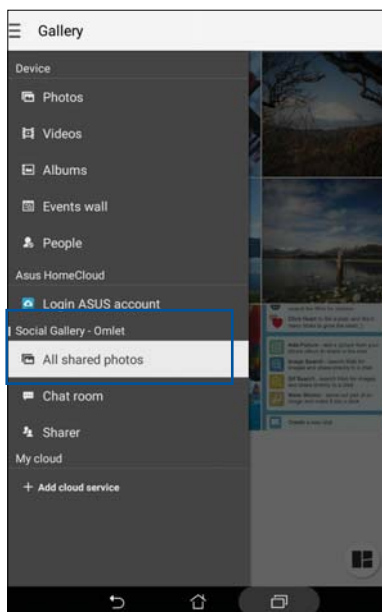 Gallery
Device
Photos
Videos
Albums
Events wall
People
Asus HomeCloud
Login ASUS account
Social Gallery - Omlet
All shared photos
Chat room
Sharer
My cloud
+ Add cloud service